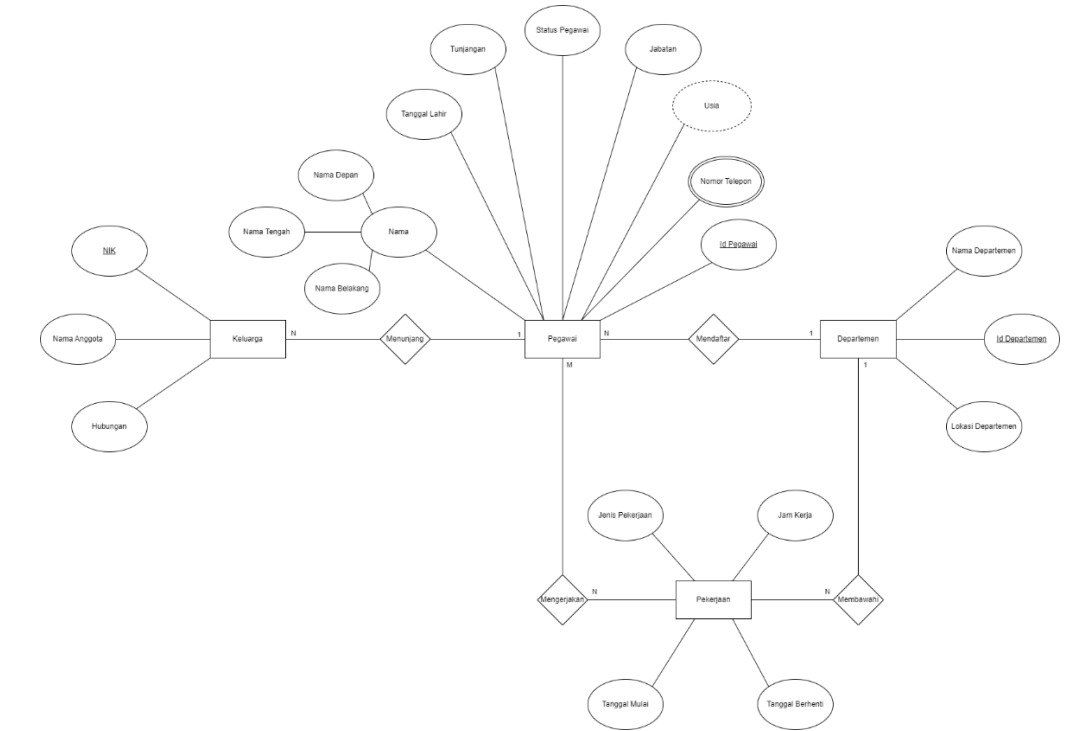 Status Pegawai
Tunjangan
Jabatan
Usia
Tanggal Lahir
Nama Depan
Nomor Telepon
Nama Tengah
Nama
Id Pegawai
NIK
Nama Departemen
Nama Belakang
Nama Anggota
Keluarga
N
Menunjang
1
Pegawai
N
Mendaftar
1
Departemen
Id Departemen
M
1
Hubungan
Lokasi Departemen
Jenis Pekerjaan
Jam Kerja
Mengerjakan
N
Pekerjaan
N
Membawahi
Tanggal Mulai
Tanggal Berhenti